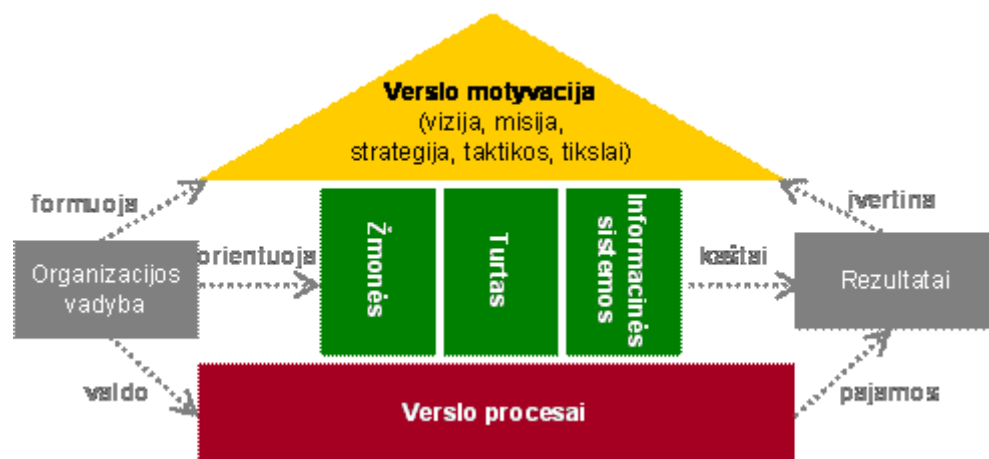 Verslo motyvacija
(vizija, misija,
strategija, taktikos, tikslai)
formuoja
įvertina
Organizacijos
vadyba
orientuoja
Žmonės
Turtas
Informacinės
sistemos
kaštai
Rezultatai
valdo
Verslo procesai
pajamos